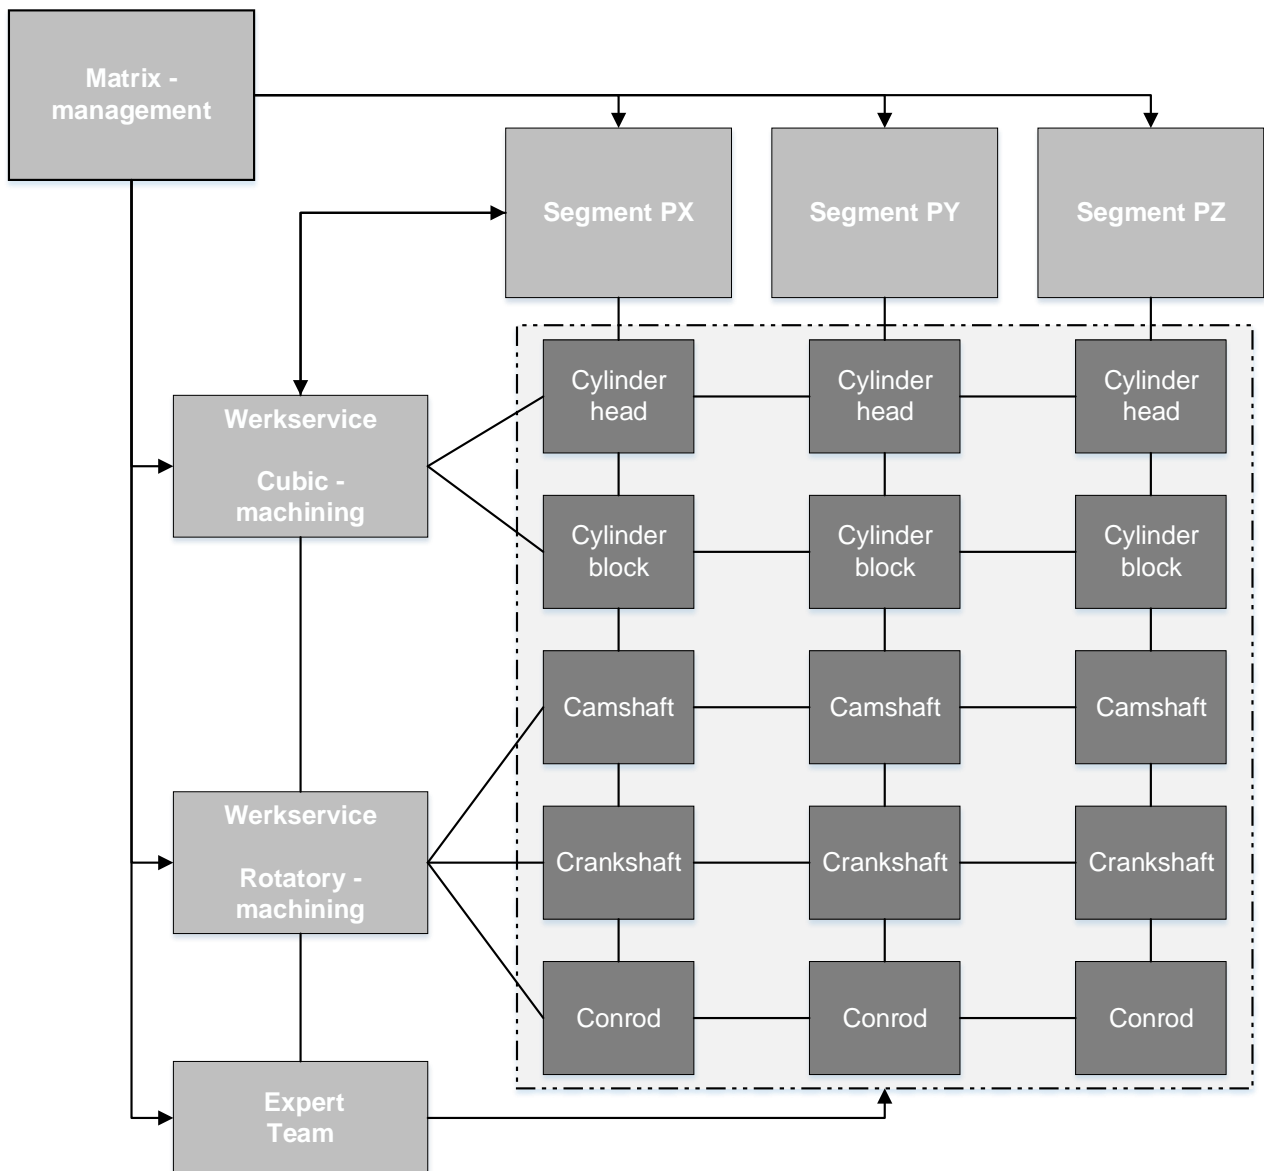 Matrix -
management
Segment PX
Segment PY
Segment PZ
Cylinder
head
Cylinder
head
Cylinder
head
Werkservice
Cubic -
machining
Cylinder
block
Cylinder
block
Cylinder
block
Camshaft
Camshaft
Camshaft
Werkservice
Rotatory -
machining
Crankshaft
Crankshaft
Crankshaft
Conrod
Conrod
Conrod
Expert
Team